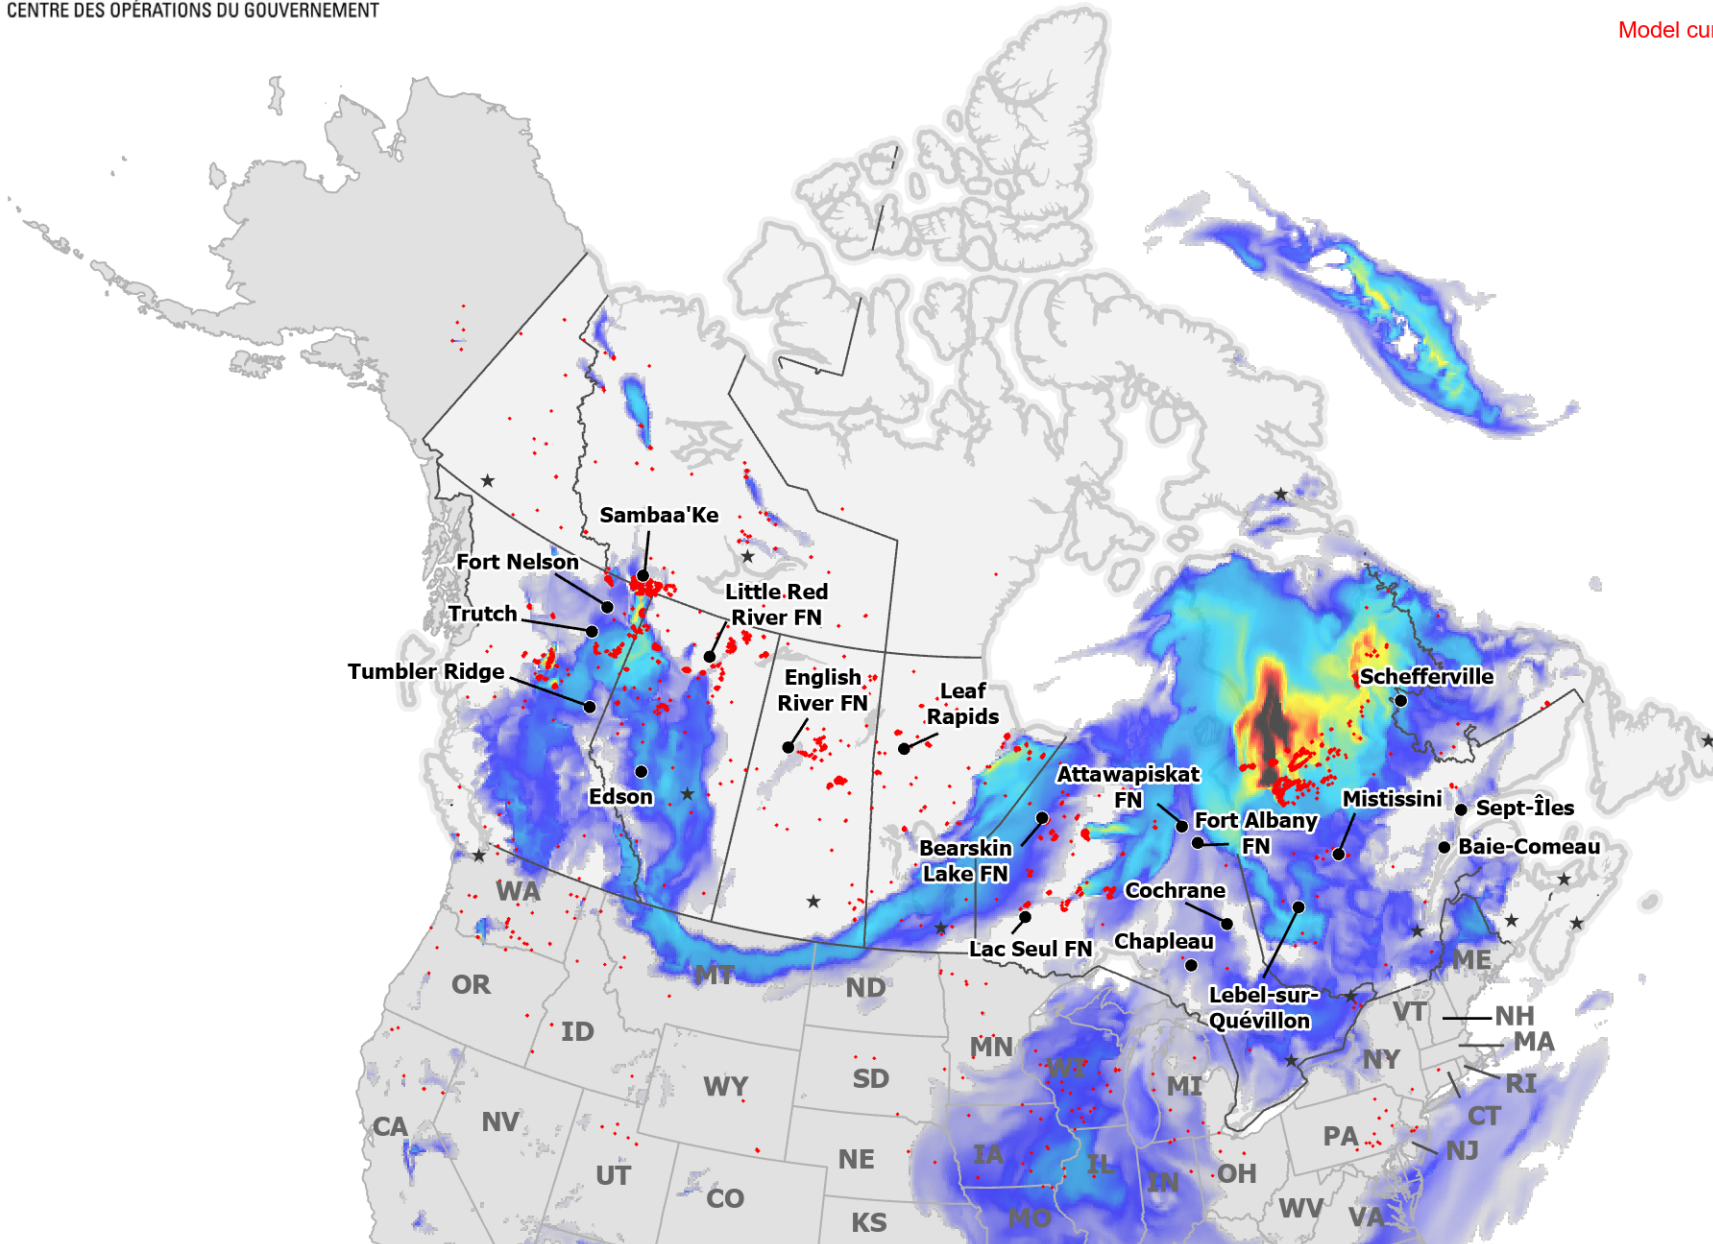 CENTRE DES OPÉRATIONS DU GOUVERNEMENT
Model cur
Sambaa'Ke
Fort Nelson
Little Red
River FN
Trutch
Tumbler Ridge
English
River FN
Leaf
Rapids
Schefferville
Attawapiskat
FN
Edson
Mistissini
Sept-Îles
Fort Albany
FN
Bearskin
Lake FN
Baie-Comeau
Cochrane
WA
Lac Seul FN
Chapleau
ME
MT
OR
ND
Lebel-sur-
Quévillon
VT
NH
ID
MN
MA
NY
WI
SD
MI
WY
RI
CT
NV
CA
PA
NJ
IA
NE
IL
UT
OH
IN
CO
WV
KS
MO
VA